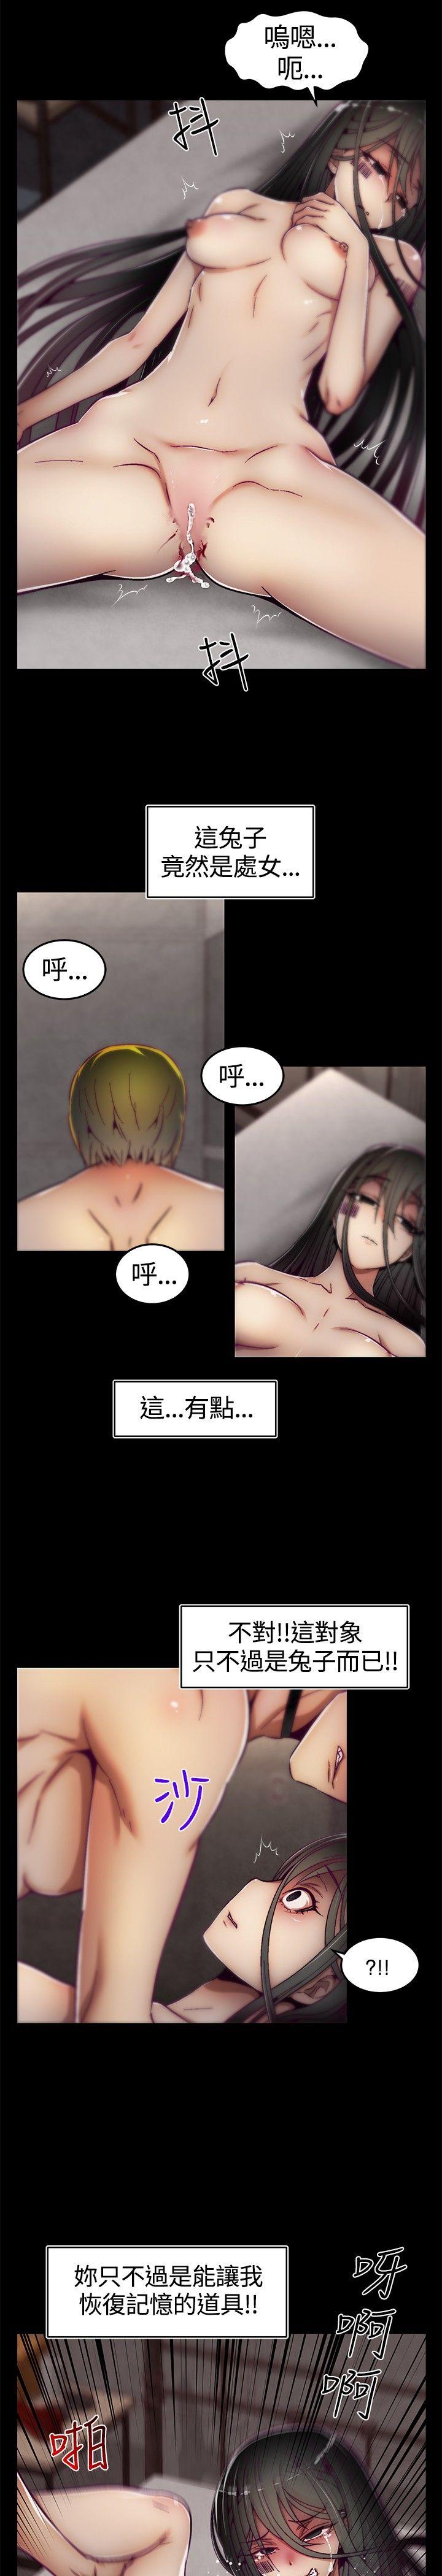 嗚嗯...
呃...
抖
抖
這兔子
竟然是處女...
呼...
呼...
呼...
這...有點...
不對!!這對象
只不過是兔子而已!!
沙
?!!
妳只不過是能讓我
恢復記憶的道具!!
呀
啊
啊
啪